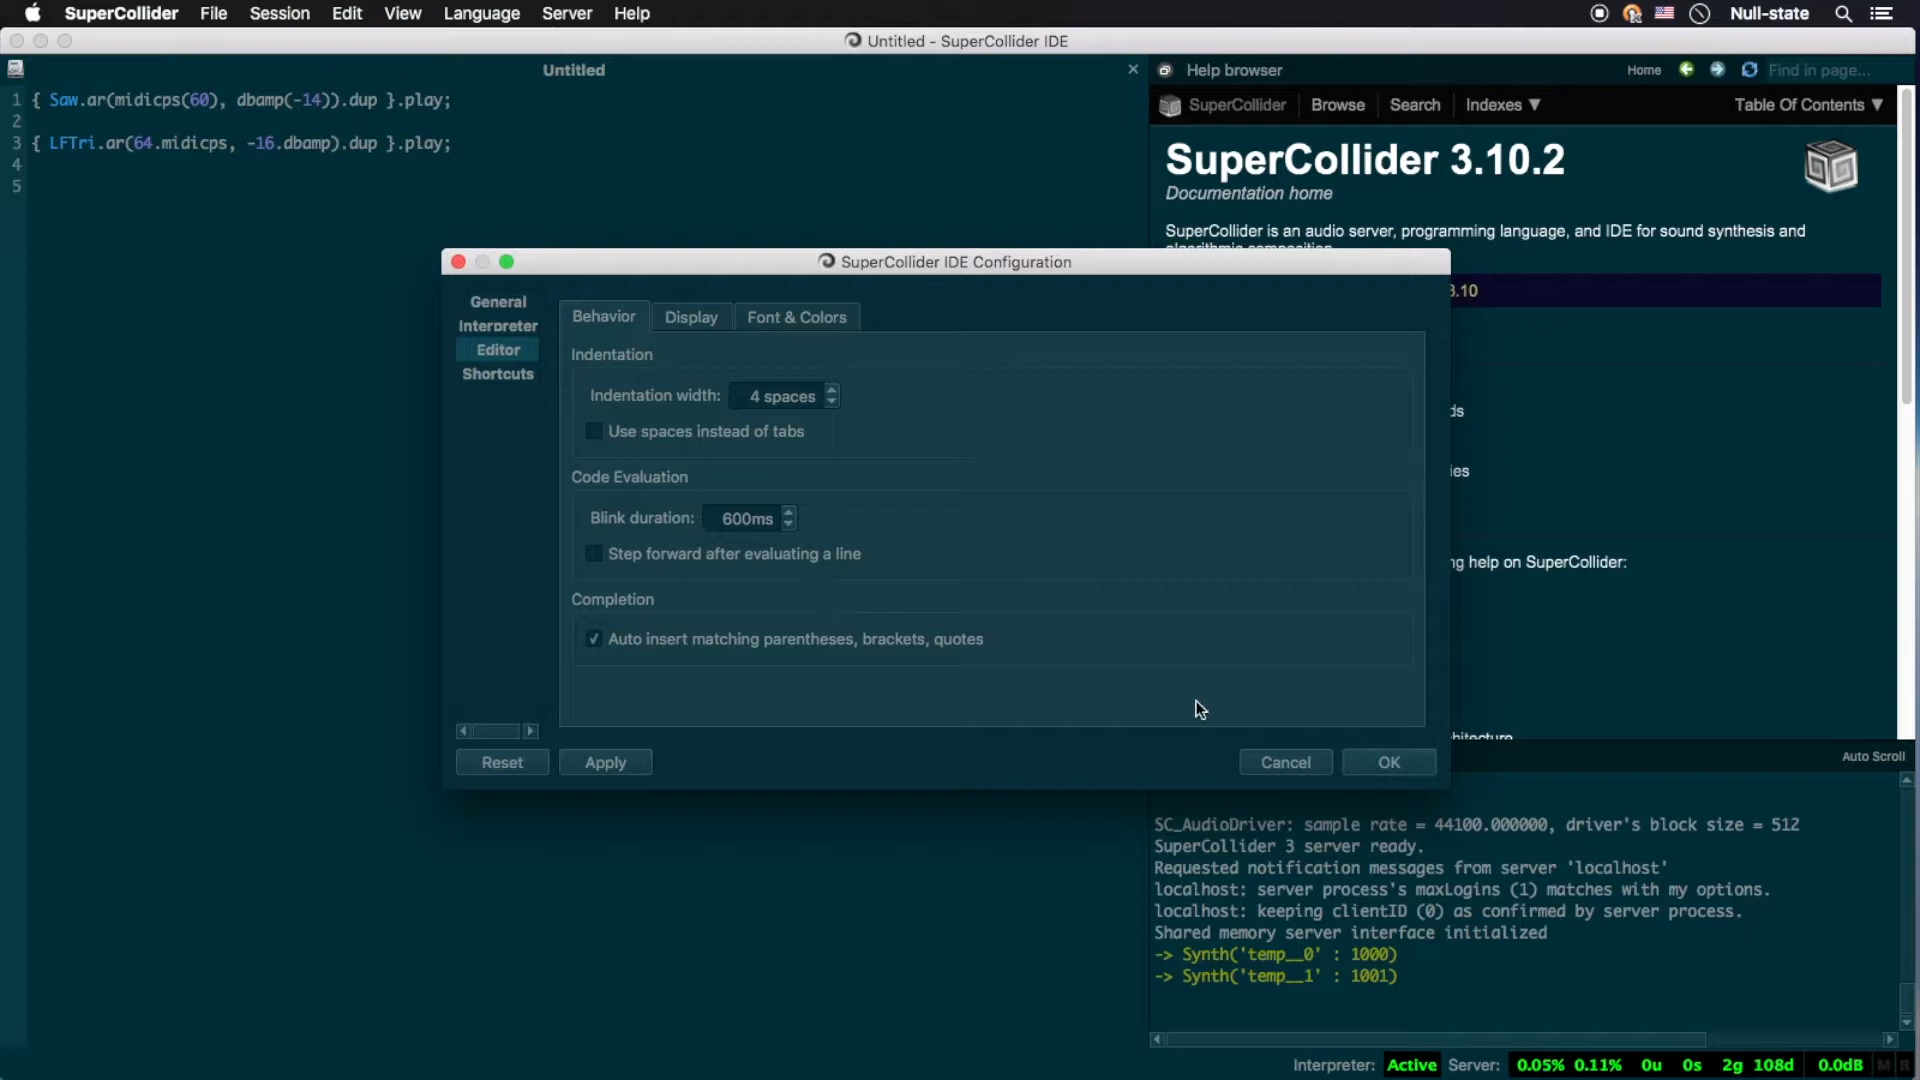 SuperCollider File Session Edit View Language Server Help Null-state
Untitled - SuperCollider IDE
Untitled
1 { Saw.ar(midicps(60), dbamp(-14)).dup }.play;
2
3 { LFTri.ar(64.midicps, -16.dbamp).dup }.play;
4
5
Help browser Home Find in page...
SuperCollider Browse Search Indexes ▼ Table Of Contents ▼
SuperCollider 3.10.2
Documentation home
SuperCollider is an audio server, programming language, and IDE for sound synthesis and
3.10
ds
ies
ng help on SuperCollider:
SuperCollider IDE Configuration
General
Interpreter
Editor
Shortcuts
Behavior Display Font & Colors
Indentation
Indentation width: 4 spaces
Use spaces instead of tabs
Code Evaluation
Blink duration: 600ms
Step forward after evaluating a line
Completion
Auto insert matching parentheses, brackets, quotes
Reset Apply Cancel OK
Auto Scroll
SC_AudioDriver: sample rate = 44100.000000, driver's block size = 512
SuperCollider 3 server ready.
Requested notification messages from server 'localhost'
localhost: server process's maxLogins (1) matches with my options.
localhost: keeping clientID (0) as confirmed by server process.
Shared memory server interface initialized
-> Synth('temp__0' : 1000)
-> Synth('temp__1' : 1001)
Interpreter: Active Server: 0.05% 0.11% 0u 0s 2g 108d 0.0dB M R